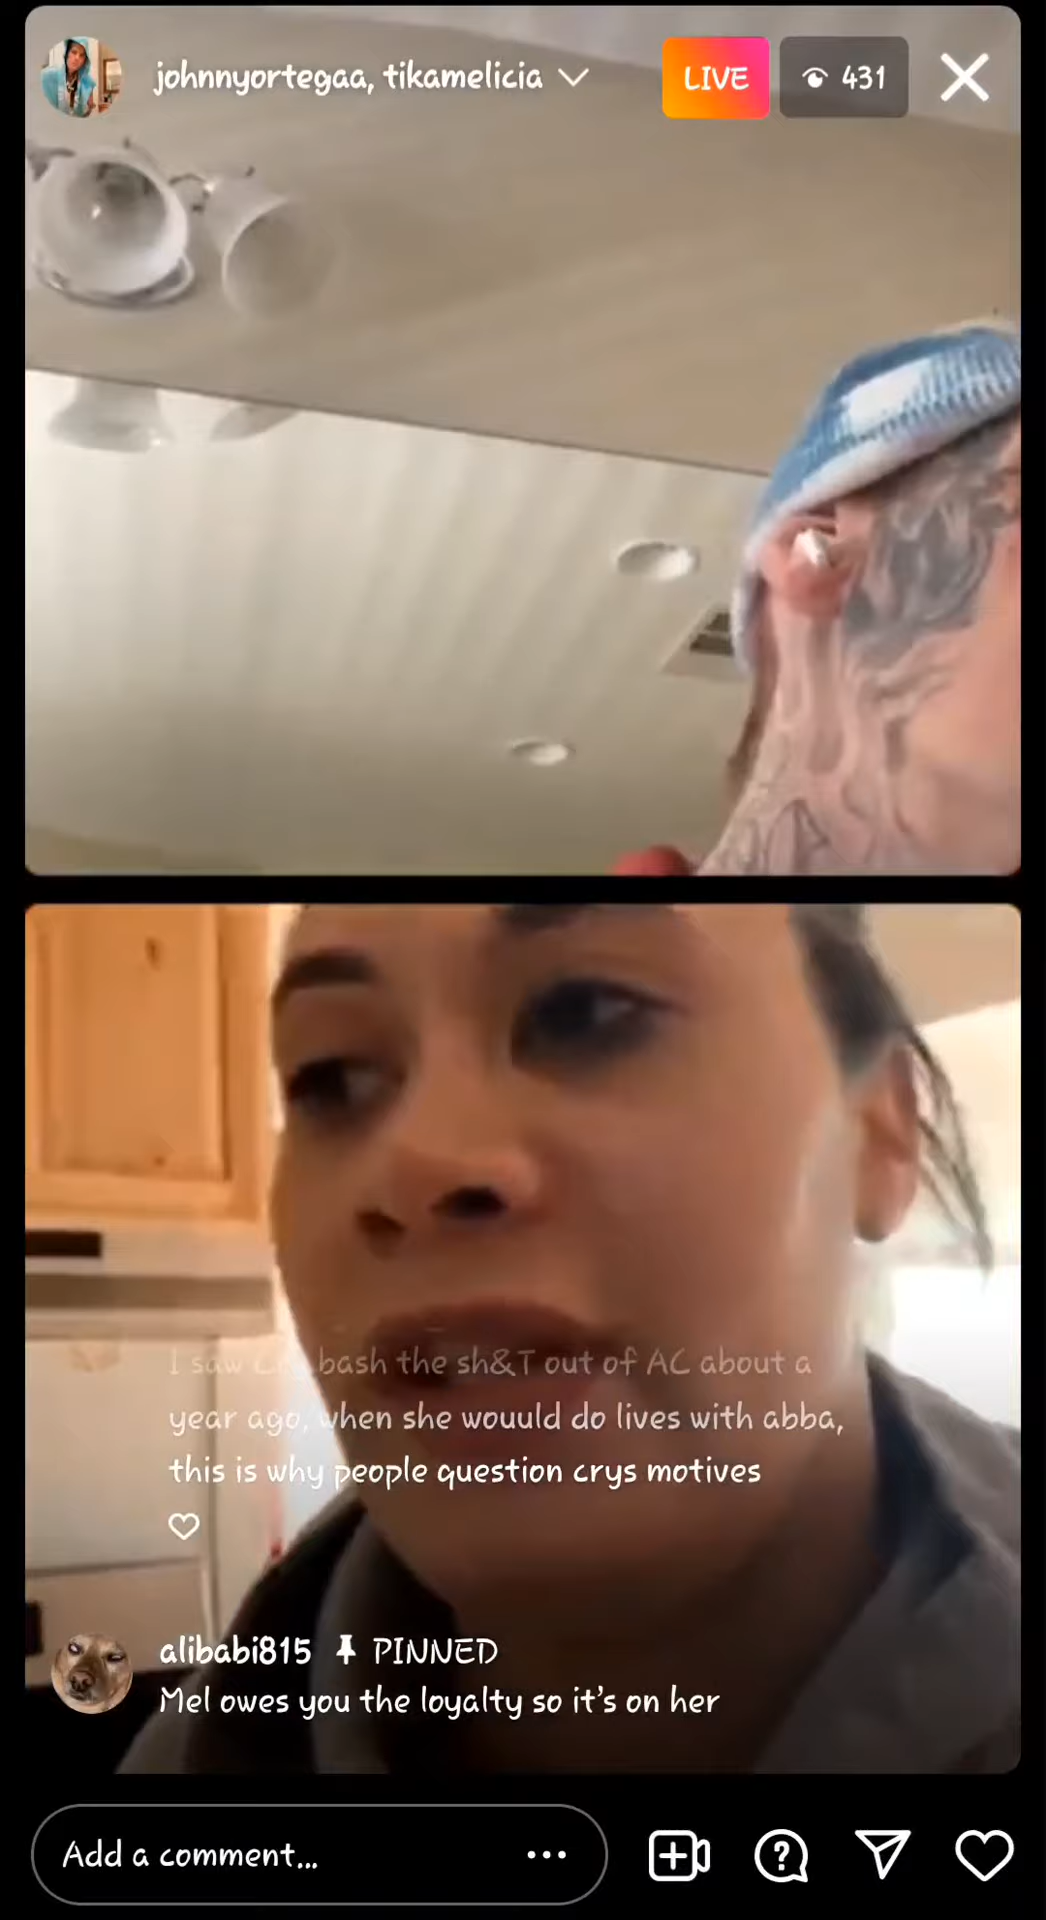 johnnyortegaa, tikamelicia
LIVE
431
I saw bash the sh&T out of AC about a
year ago, when she wouuld do lives with abba,
this is why people question crys motives
alibabi815 PINNED
Mel owes you the loyalty so it's on her
Add a comment...